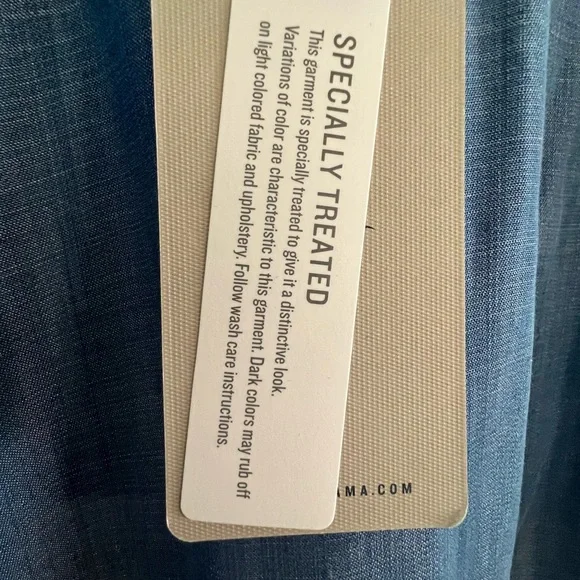 SPECIALLY TREATED
This garment is specially treated to give it a distinctive look.
Variations of color are characteristic to this garment. Dark colors may rub off
on light colored fabric and upholstery. Follow wash care instructions.
AMA.COM